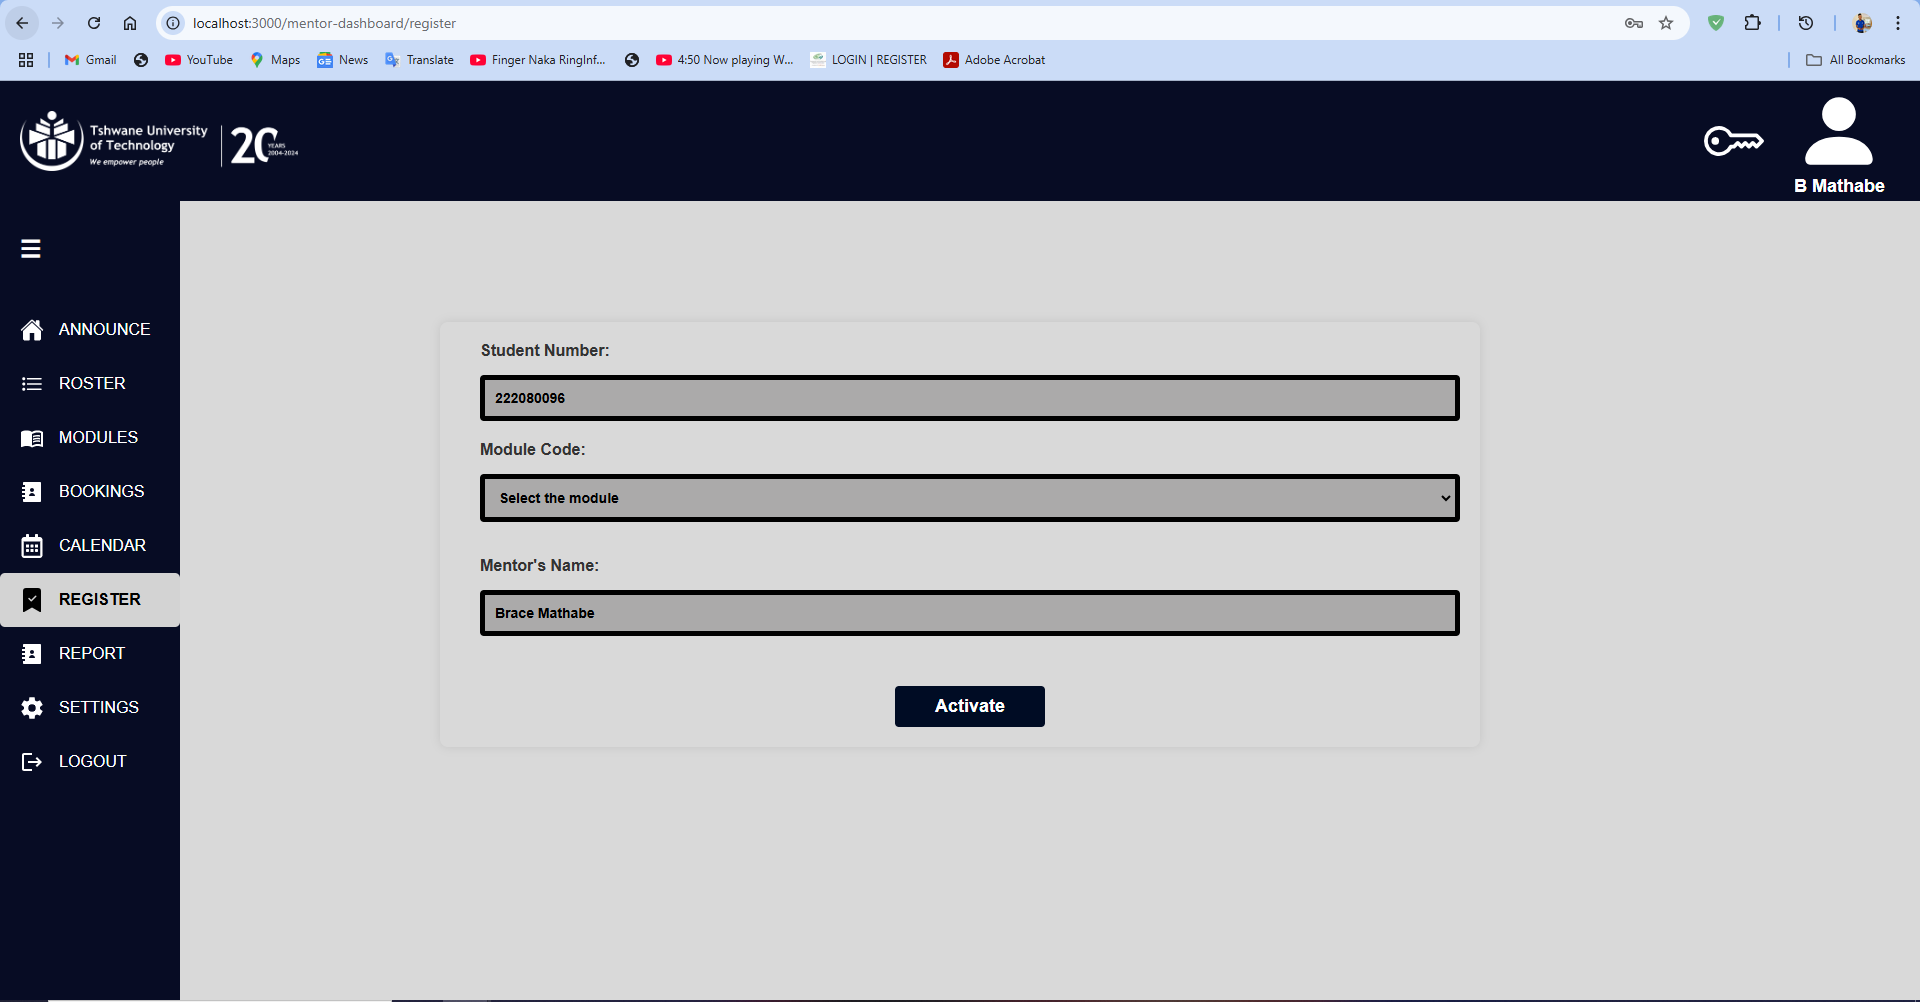 localhost:3000/mentor-dashboard/register
Gmail
YouTube
Maps
News
Translate
Finger Naka RingInf...
4:50 Now playing W...
LOGIN | REGISTER
Adobe Acrobat
All Bookmarks
Tshwane University
of Technology
We empower people
20
YEARS
2004-2024
B Mathabe
ANNOUNCE
ROSTER
MODULES
BOOKINGS
CALENDAR
REGISTER
REPORT
SETTINGS
LOGOUT
Student Number:
222080096
Module Code:
Select the module
Mentor's Name:
Brace Mathabe
Activate